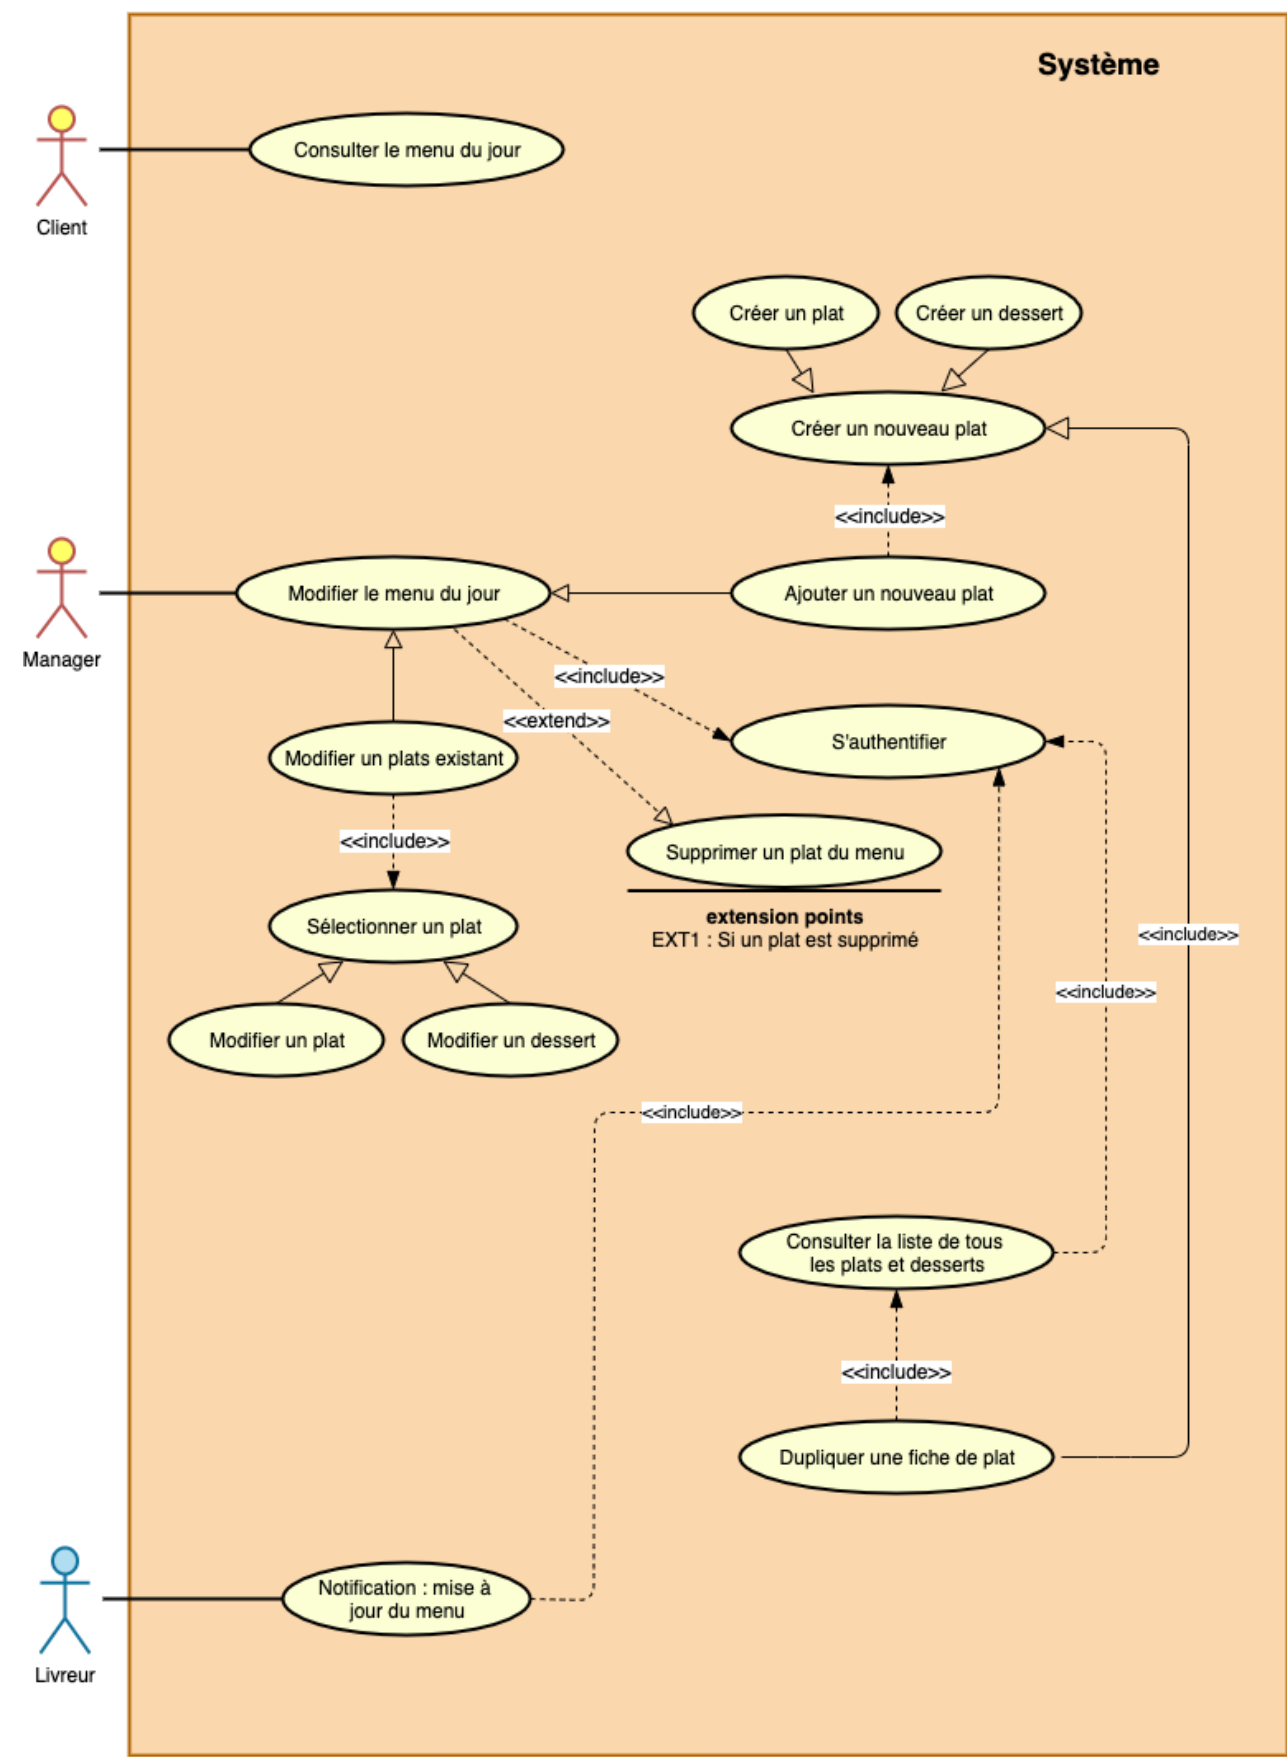 Système
Consulter le menu du jour
Client
Créer un plat
Créer un dessert
Créer un nouveau plat
<<include>>
Modifier le menu du jour
Ajouter un nouveau plat
Manager
<<include>>
<<extend>>
S'authentifier
Modifier un plats existant
<<include>>
Supprimer un plat du menu
extension points
EXT1 : Si un plat est supprimé
Sélectionner un plat
<<include>>
<<include>>
Modifier un plat
Modifier un dessert
<<include>>
Consulter la liste de tous
les plats et desserts
<<include>>
Dupliquer une fiche de plat
Notification : mise à
jour du menu
Livreur